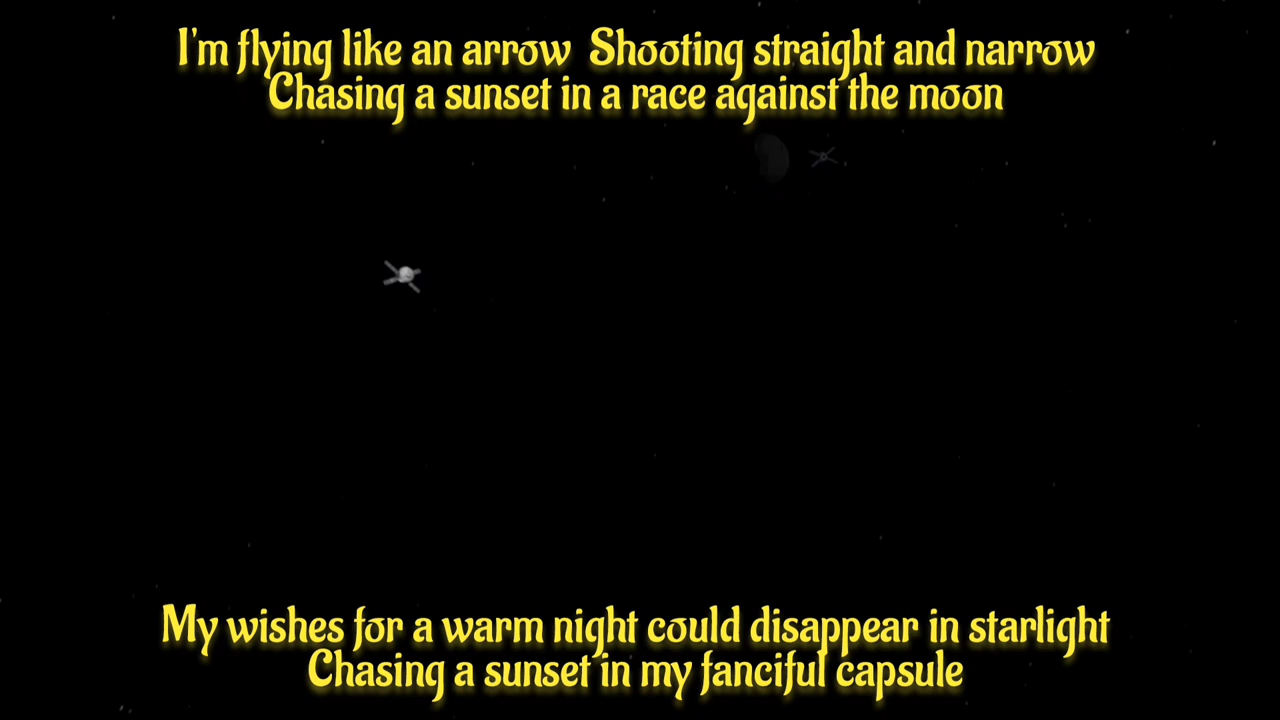 I'm flying like an arrow  Shooting straight and narrow
Chasing a sunset in a race against the moon
My wishes for a warm night could disappear in starlight
Chasing a sunset in my fanciful capsule